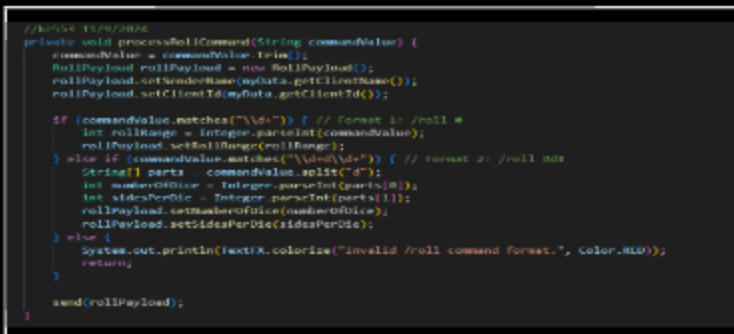 11/9/2024
private void processRollCommand(String commandValue) {
commandValue = commandValue.trim();
RollPayload rollPayload = new RollPayload();
rollPayload.setSenderName(myData.getClientName());
rollPayload.setClientId(myData.getClientId());
if (commandValue.matches("\\d+")) { // Format 1: /roll #
int rollRange = Integer.parseInt(commandValue);
rollPayload.setRollRange(rollRange);
} else if (commandValue.matches("\\d+d\\d+")) { // Format 2: /roll #d#
String[] parts = commandValue.split("d");
int numberOfDice = Integer.parseInt(parts[0]);
int sidesPerDie = Integer.parseInt(parts[1]);
rollPayload.setNumberOfDice(numberOfDice);
rollPayload.setSidesPerDie(sidesPerDie);
} else {
System.out.println(TextFX.colorize("Invalid /roll command format.", Color.RED));
return;
}
send(rollPayload);
}